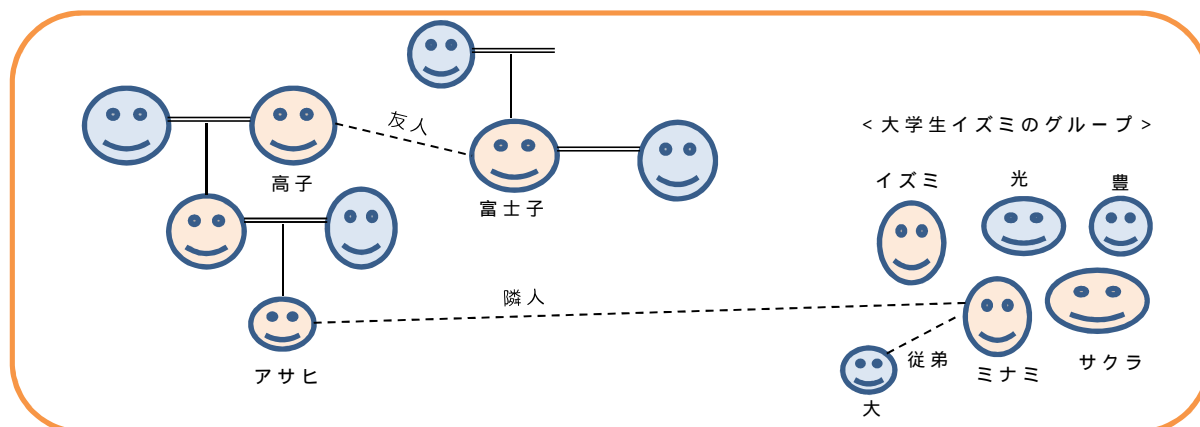 友人
<大学生イズミのグループ>
高子
富士子
イズミ
光
豊
隣人
アサヒ
従弟
大
ミナミ
サクラ